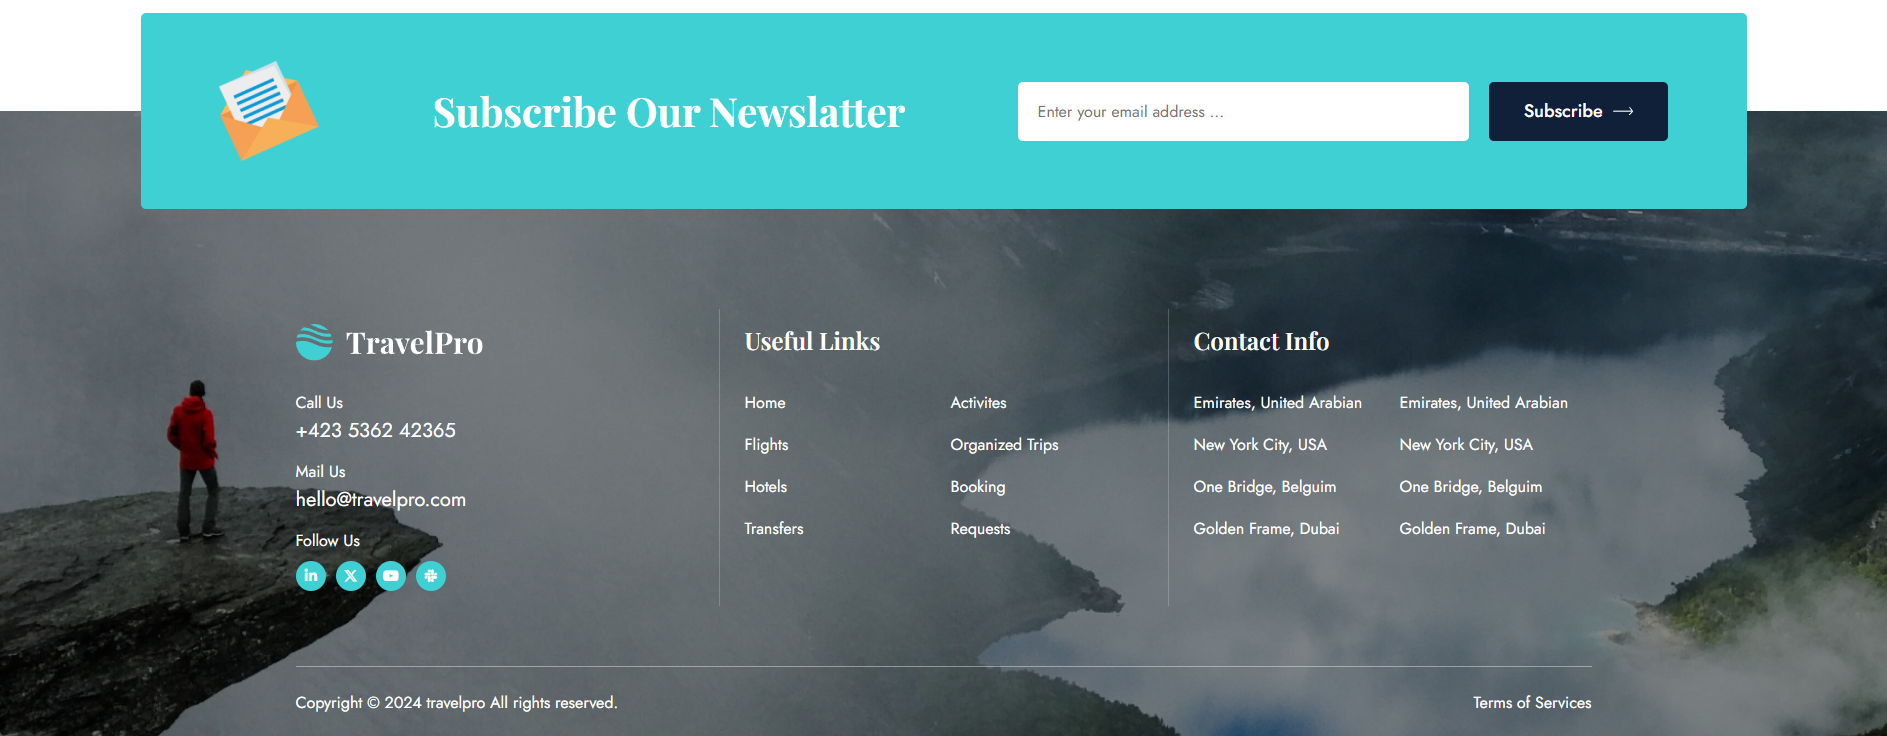 Subscribe Our Newslatter
Enter your email address ...
Subscribe
TravelPro
Call Us
+423 5362 42365
Mail Us
hello@travelpro.com
Follow Us
in
X
Useful Links
Home
Flights
Hotels
Transfers
Activites
Organized Trips
Booking
Requests
Contact Info
Emirates, United Arabian
New York City, USA
One Bridge, Belguim
Golden Frame, Dubai
Emirates, United Arabian
New York City, USA
One Bridge, Belguim
Golden Frame, Dubai
Copyright © 2024 travelpro All rights reserved.
Terms of Services